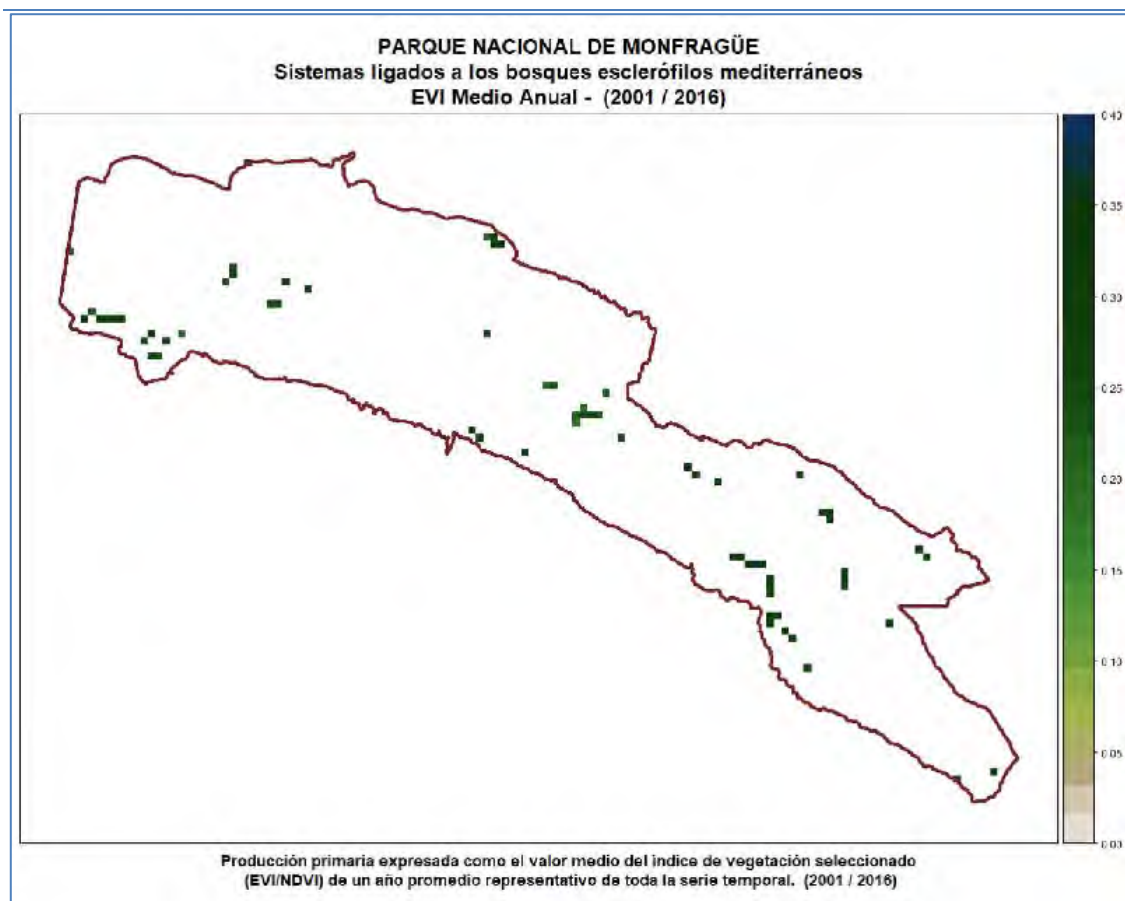 PARQUE NACIONAL DE MONFRAGÜE
Sistemas ligados a los bosques esclerófilos mediterráneos
EVI Medio Anual - (2001 / 2016)
0.40
0.35
0.30
0.25
0.20
0.15
0.10
0.05
0.00
Producción primaria expresada como el valor medio del índice de vegetación seleccionado
(EVI/NDVI) de un año promedio representativo de toda la serie temporal. (2001 / 2016)